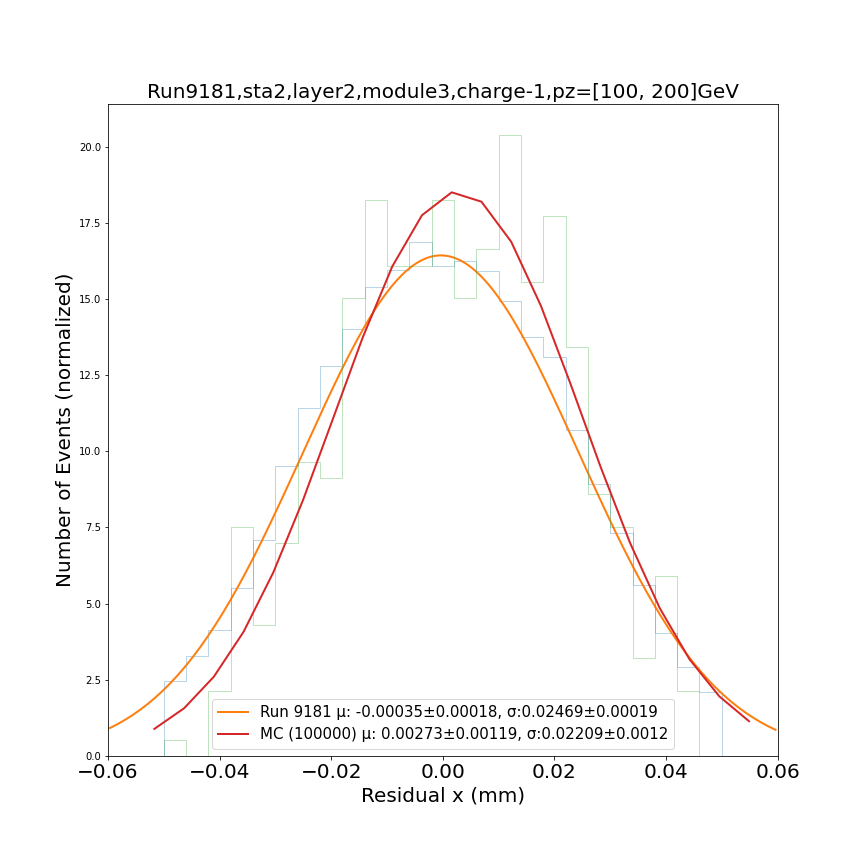 Run9181,sta2,layer2,module3,charge-1,pz=[100, 200]GeV
20.0
17.5
15.0
12.5
10.0
7.5
5.0
2.5
0.0
Number of Events (normalized)
Run 9181 μ: -0.00035±0.00018, σ:0.02469±0.00019
MC (100000) μ: 0.00273±0.00119, σ:0.02209±0.0012
−0.06 −0.04 −0.02 0.00 0.02 0.04 0.06
Residual x (mm)